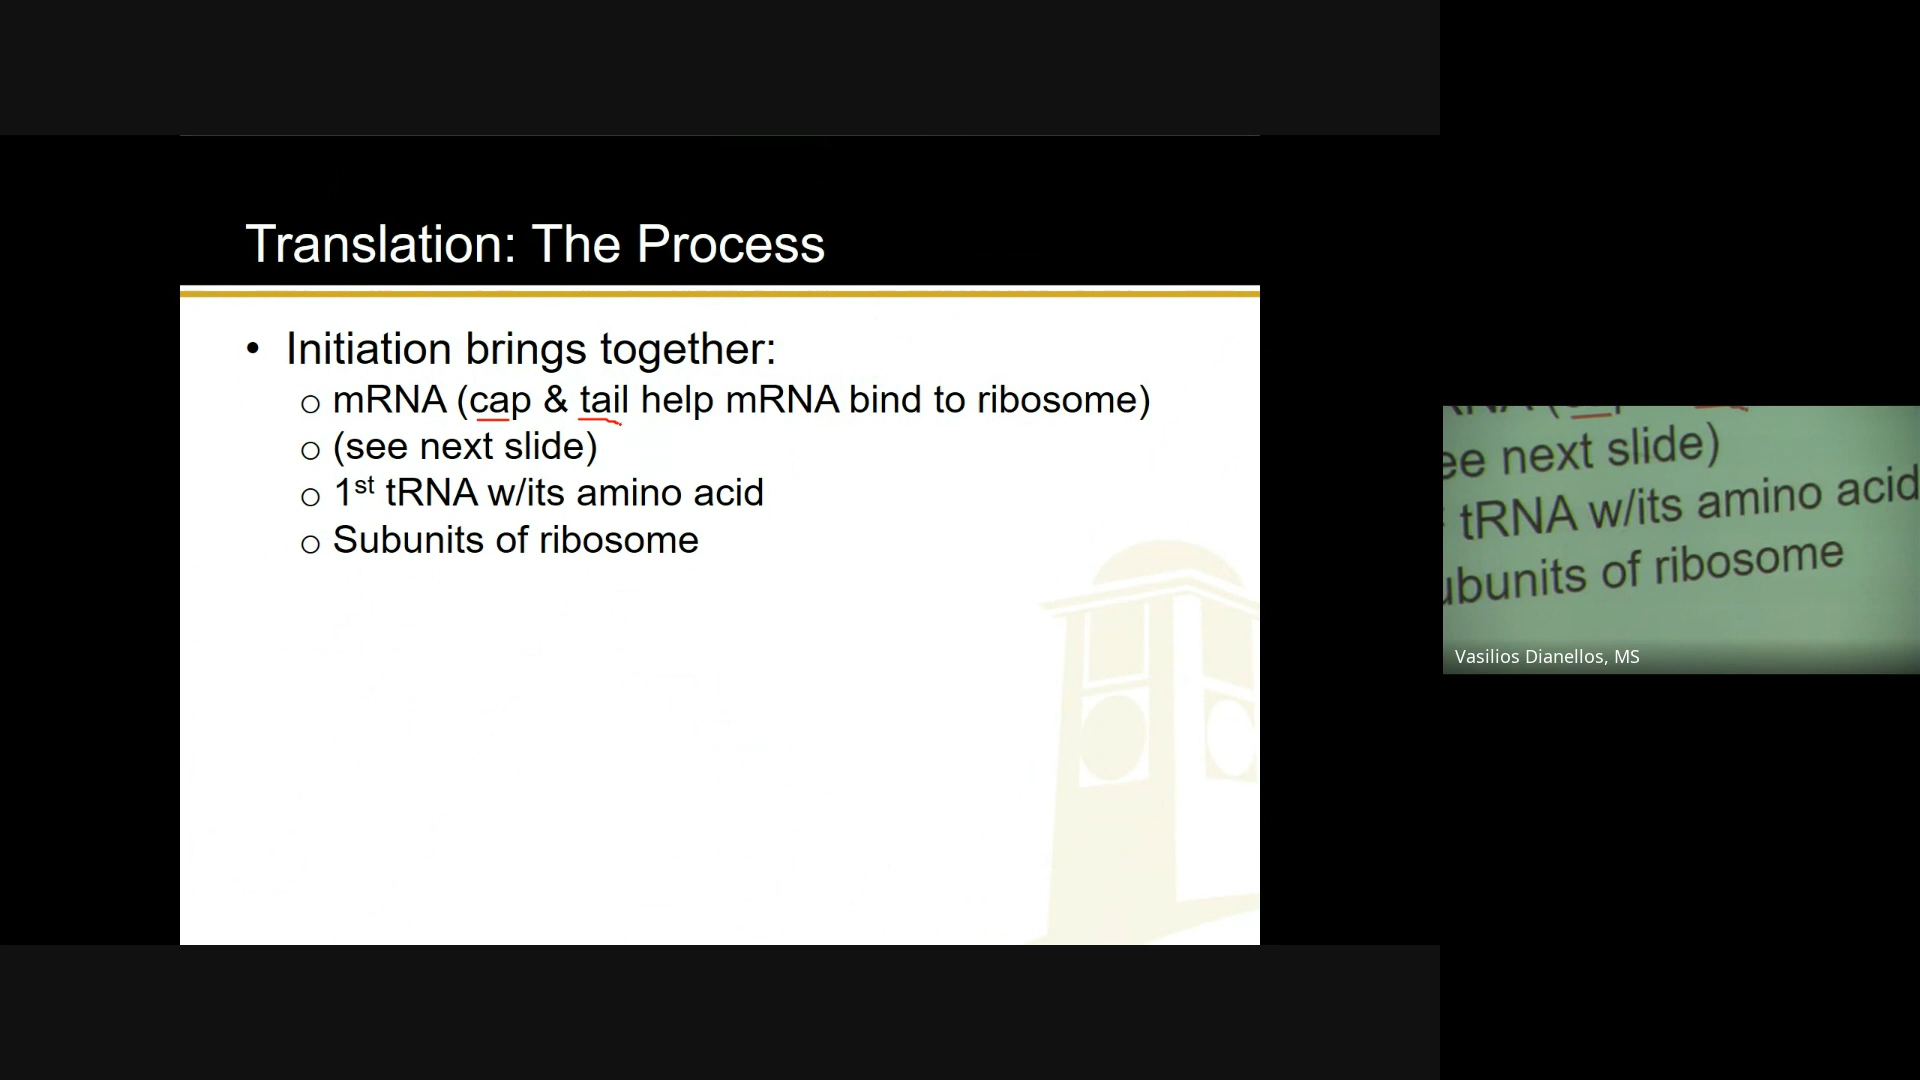 Translation: The Process
• Initiation brings together:
o mRNA (cap & tail help mRNA bind to ribosome)
o (see next slide)
o 1st tRNA w/its amino acid
o Subunits of ribosome
ee next slide)
tRNA w/its amino acid
ubunits of ribosome
Vasilios Dianellos, MS